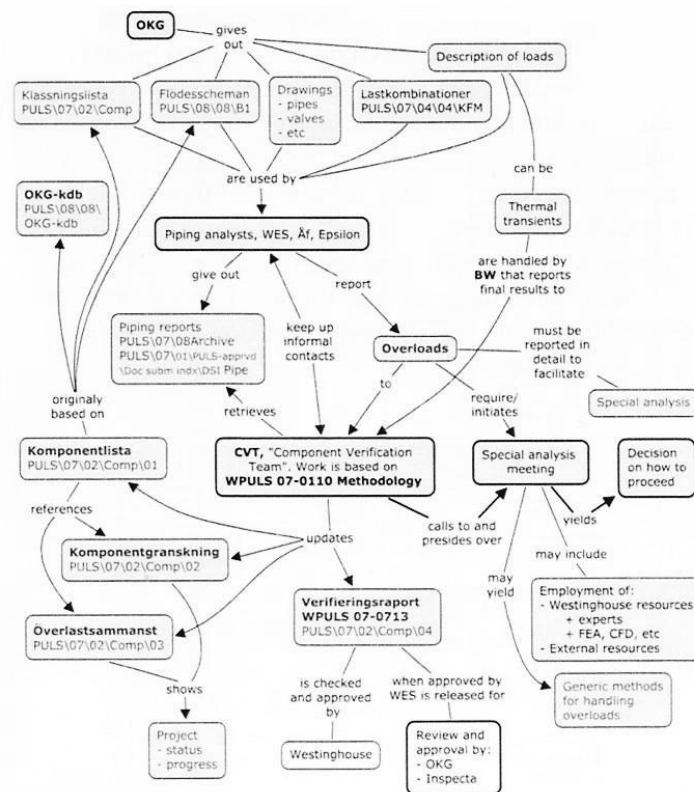 OKG
gives
out
Description of loads
Klassningslista
PULS\07\02\Comp
Flödesscheman
PULS\08\08\B1
Drawings
- pipes
- valves
- etc
Lastkombinationer
PULS\07\04\04\KFM
are used by
can be
OKG-kdb
PULS\08\08\
OKG-kdb
Thermal
transients
Piping analysts, WES, Åf, Epsilon
are handled by
BW that reports
final results to
give out
report
Piping reports
PULS\07\08Archive
PULS\07\01\PULS-apprvd
\Doc subm indx\DSI Pipe
keep up
informal
contacts
Overloads
must be
reported in
detail to
facilitate
to
Special analysis
originaly
based on
retrieves
require/
initiates
Komponentlista
PULS\07\02\Comp\01
CVT, "Component Verification
Team". Work is based on
WPULS 07-0110 Methodology
Special analysis
meeting
Decision
on how to
proceed
references
updates
calls to and
presides over
yields
Komponentgranskning
PULS\07\02\Comp\02
may
yield
may include
Överlastsammanst
PULS\07\02\Comp\03
Verifieringsraport
WPULS 07-0713
PULS\07\02\Comp\04
Employment of:
- Westinghouse resources
+ experts
+ FEA, CFD, etc
- External resources
shows
is checked
and approved
by
when approved by
WES is released for
Generic methods
for handling
overloads
Project
- status
- progress
Westinghouse
Review and
approval by:
- OKG
- Inspecta